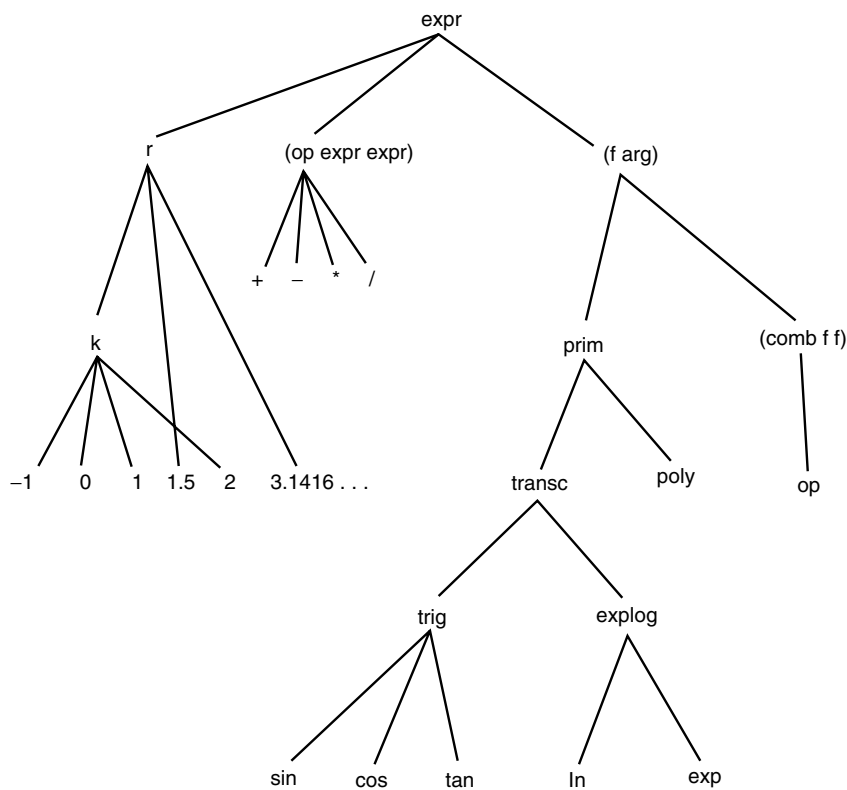 expr
r (op expr expr) (f arg)
+ – * /
k prim (comb f f)
–1 0 1 1.5 2 3.1416 . . . transc poly op
trig explog
sin cos tan ln exp